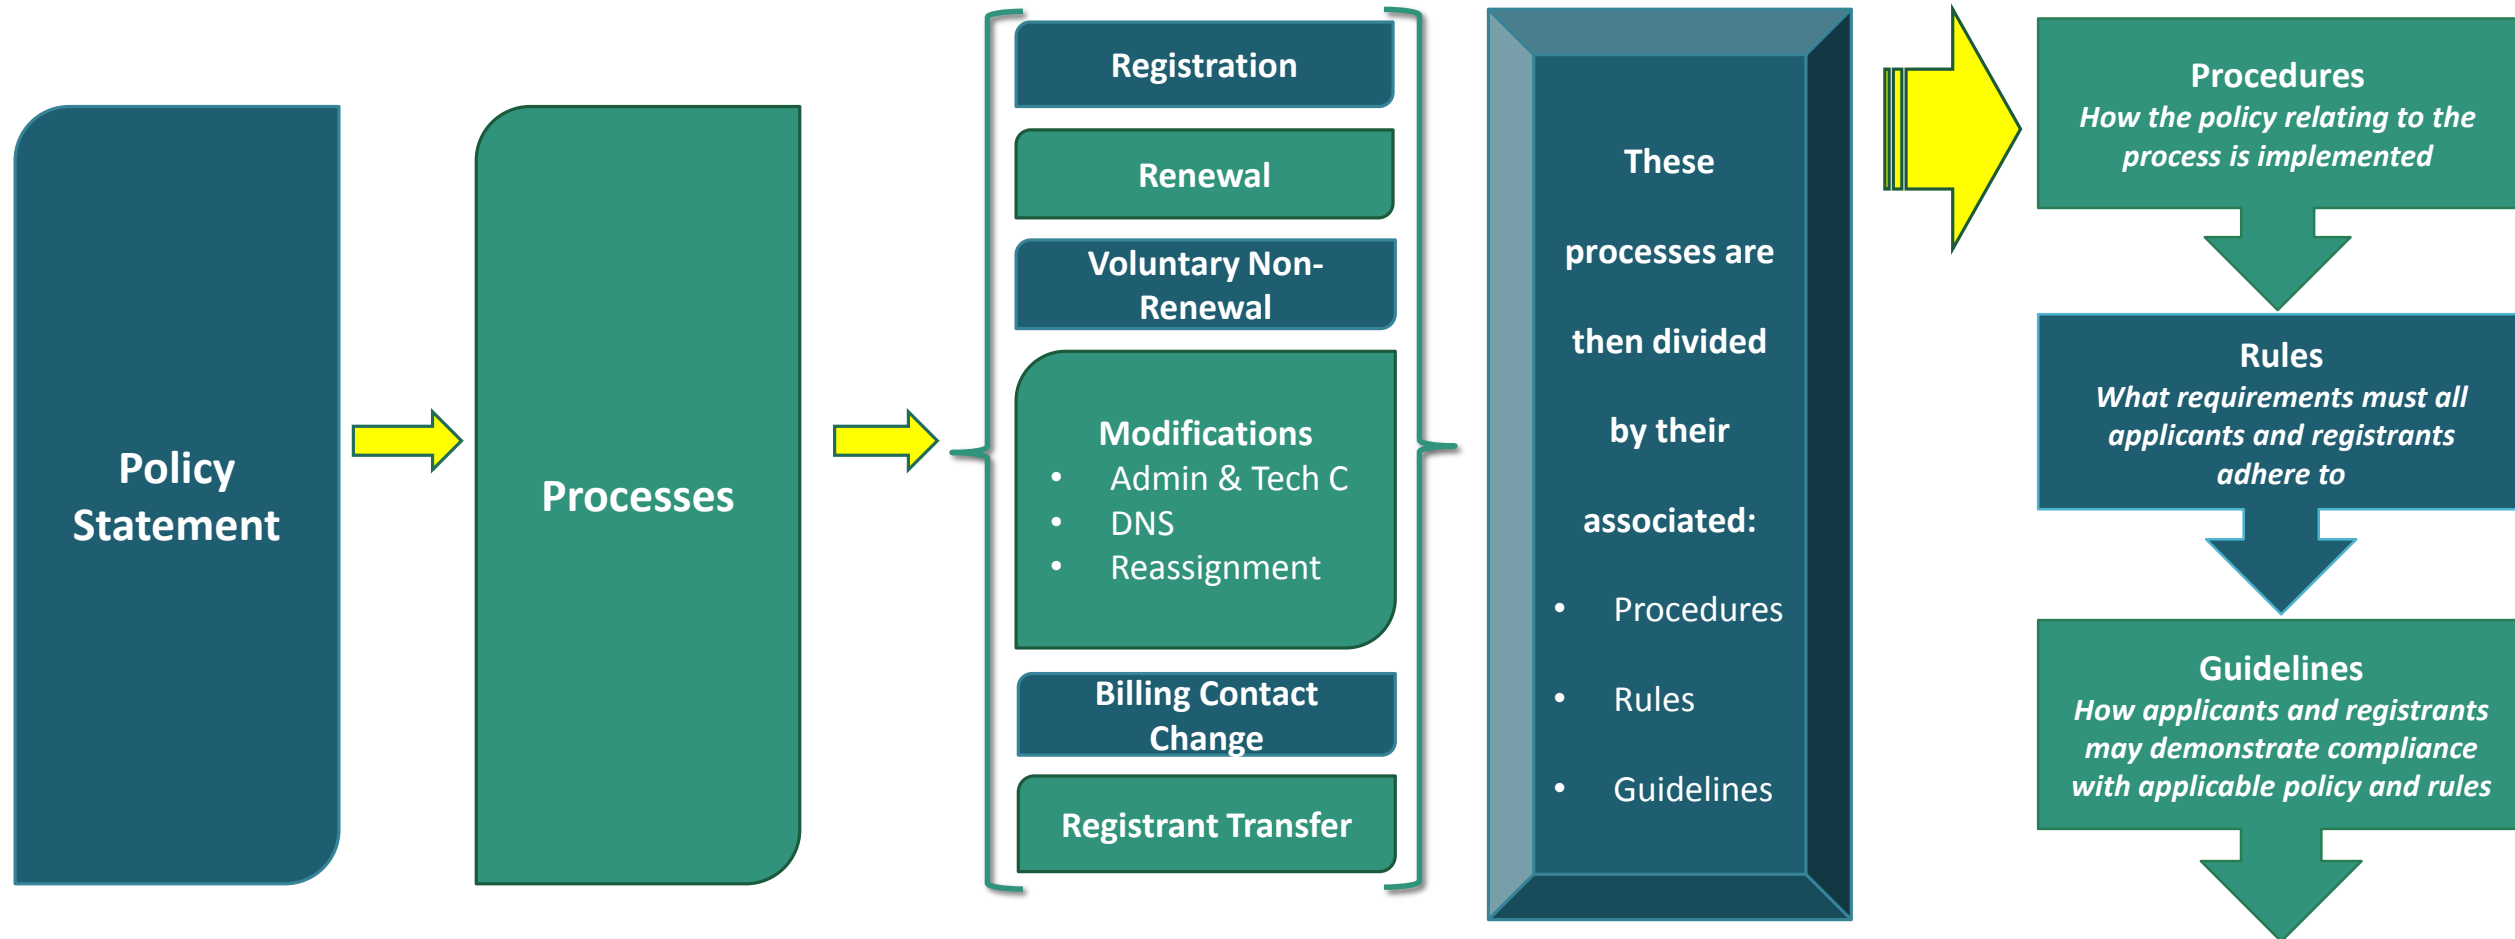 Policy
Statement
Processes
Registration
Renewal
Voluntary Non-
Renewal
Modifications
• Admin & Tech C
• DNS
• Reassignment
Billing Contact
Change
Registrant Transfer
These
processes are
then divided
by their
associated:
• Procedures
• Rules
• Guidelines
Procedures
How the policy relating to the
process is implemented
Rules
What requirements must all
applicants and registrants
adhere to
Guidelines
How applicants and registrants
may demonstrate compliance
with applicable policy and rules